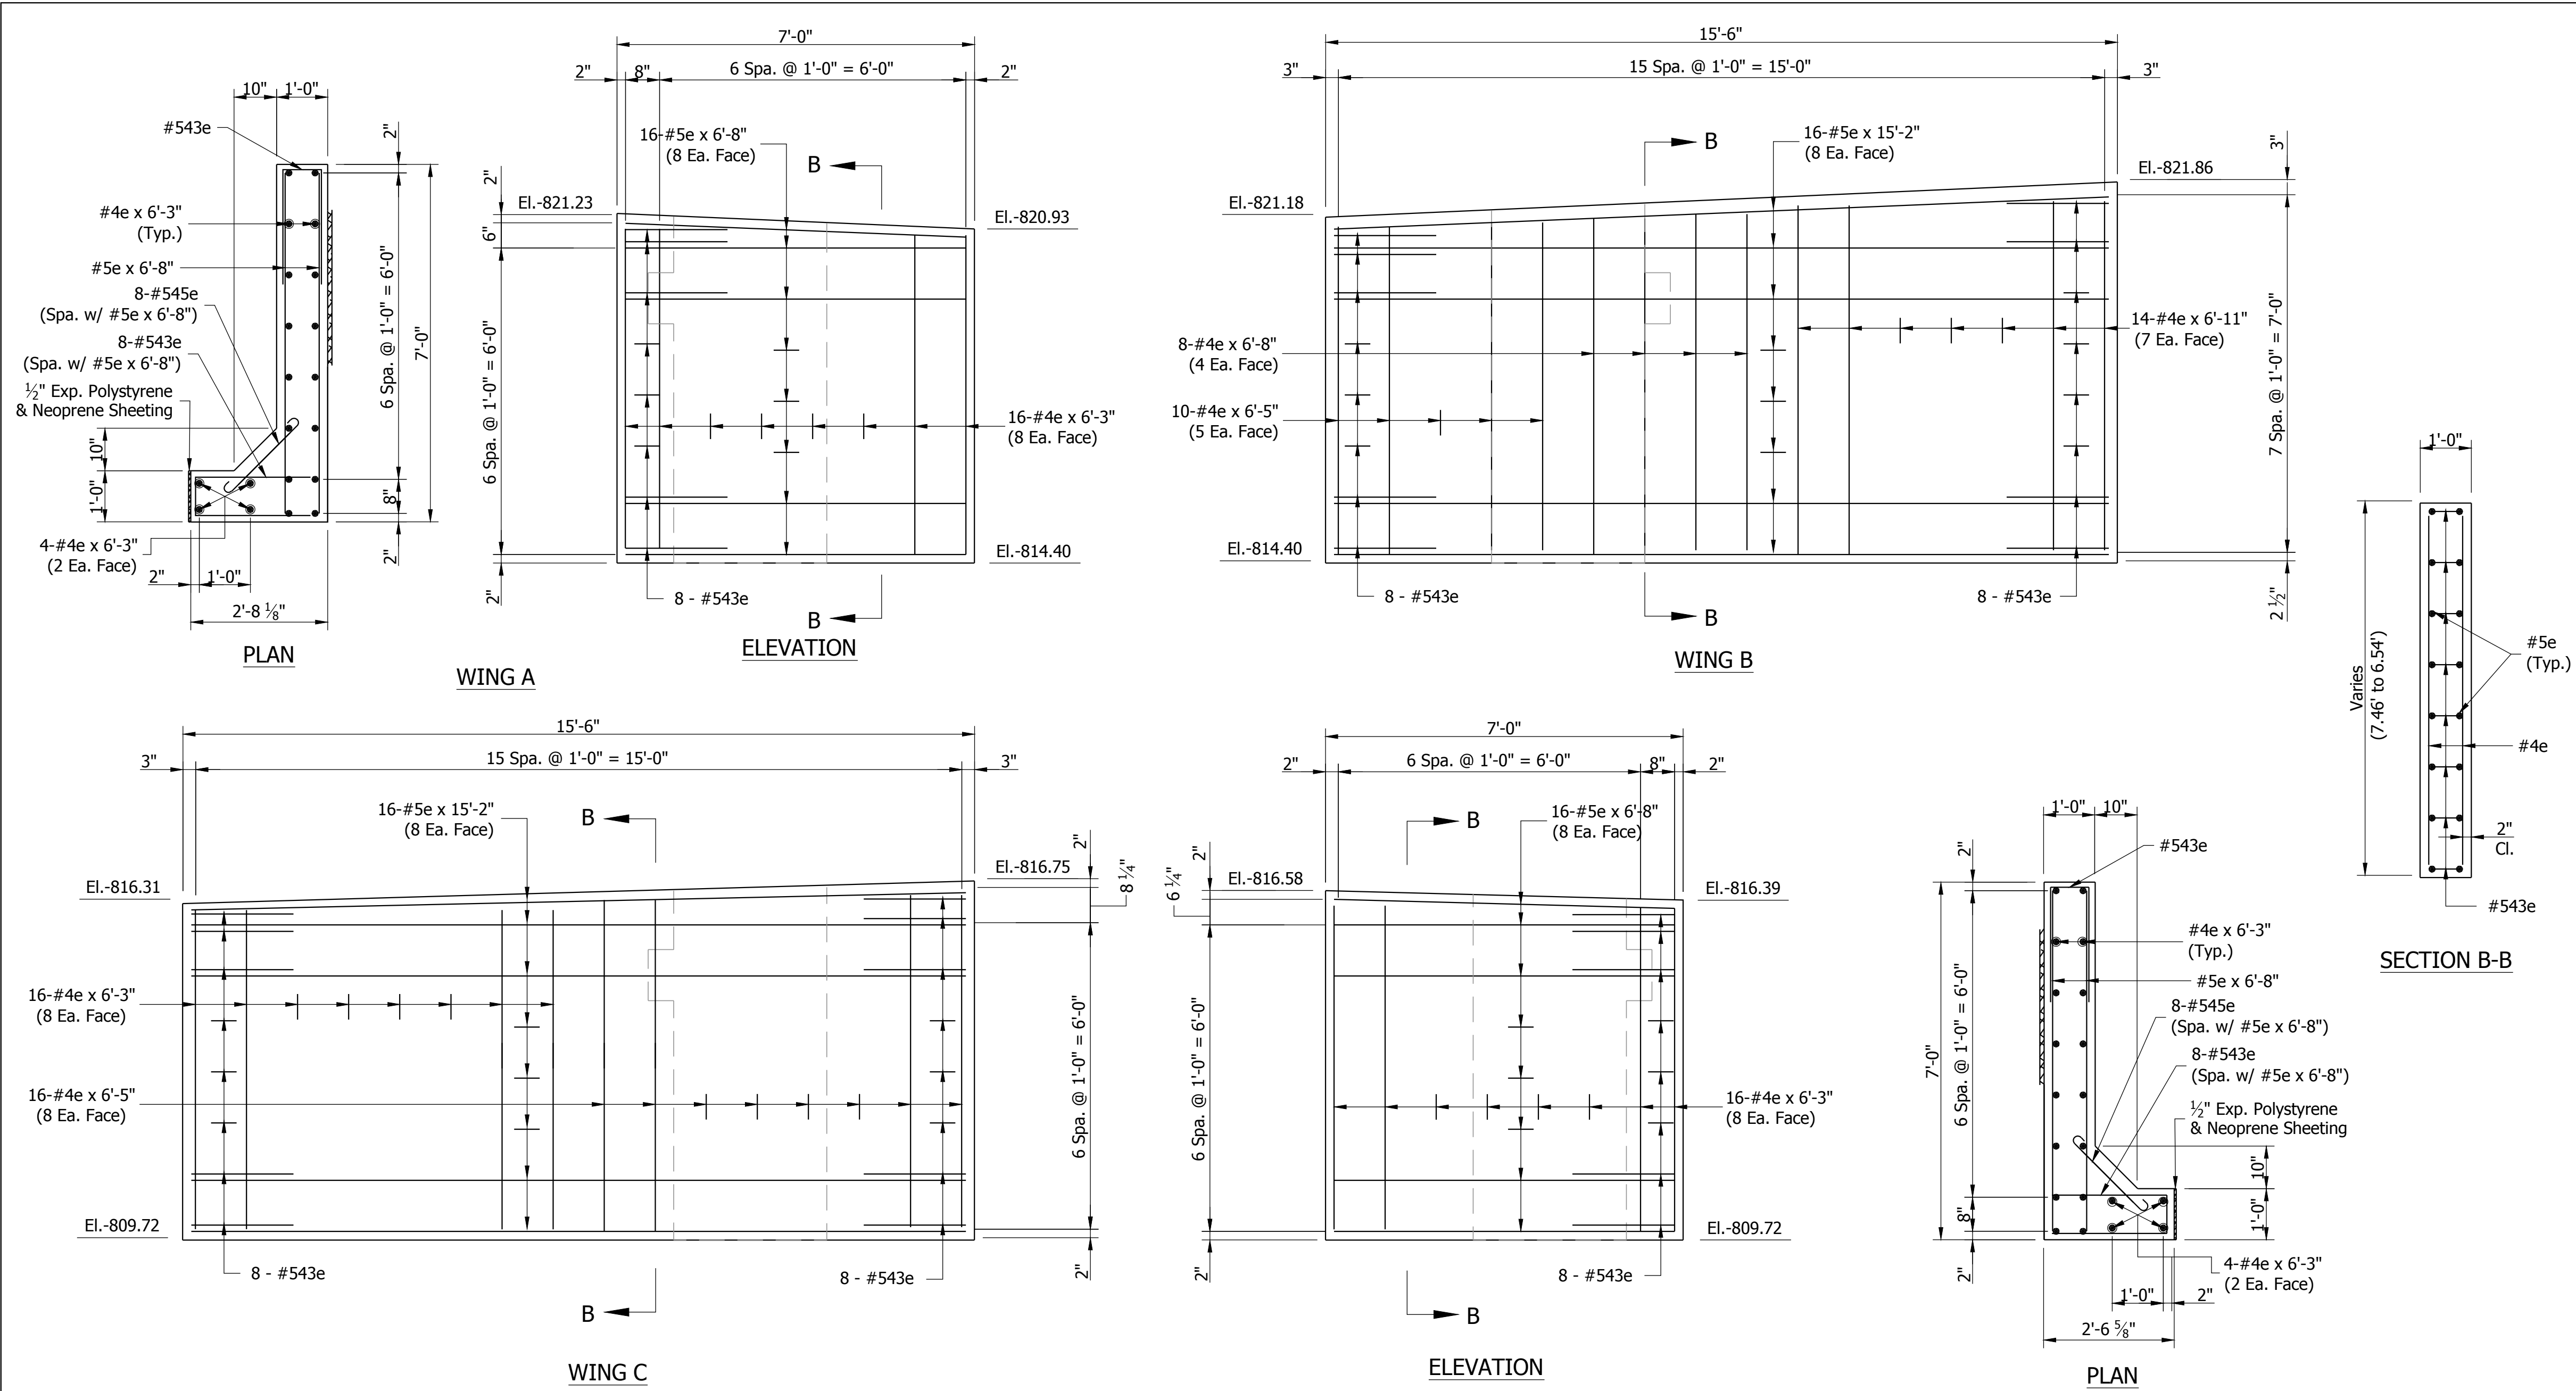 10"
1'-0"
#543e
2"
#4e x 6'-3"
(Typ.)
#5e x 6'-8"
8-#545e
(Spa. w/ #5e x 6'-8")
8-#543e
(Spa. w/ #5e x 6'-8")
½" Exp. Polystyrene
& Neoprene Sheeting
6 Spa. @ 1'-0" = 6'-0"
7'-0"
10"
1'-0"
8"
2"
4-#4e x 6'-3"
(2 Ea. Face)
2"
1'-0"
2'-8 ⅛"
PLAN
7'-0"
2"
8"
6 Spa. @ 1'-0" = 6'-0"
2"
16-#5e x 6'-8"
(8 Ea. Face)
B
2"
El.-821.23
El.-820.93
6"
6 Spa. @ 1'-0" = 6'-0"
16-#4e x 6'-3"
(8 Ea. Face)
El.-814.40
2"
8 - #543e
B
ELEVATION
WING A
15'-6"
3"
15 Spa. @ 1'-0" = 15'-0"
3"
B
16-#5e x 15'-2"
(8 Ea. Face)
3"
El.-821.86
El.-821.18
8-#4e x 6'-8"
(4 Ea. Face)
14-#4e x 6'-11"
(7 Ea. Face)
10-#4e x 6'-5"
(5 Ea. Face)
7 Spa. @ 1'-0" = 7'-0"
El.-814.40
2 ½"
8 - #543e
8 - #543e
B
WING B
1'-0"
Varies
(7.46' to 6.54')
#5e
(Typ.)
#4e
2"
Cl.
#543e
SECTION B-B
15'-6"
3"
15 Spa. @ 1'-0" = 15'-0"
3"
16-#5e x 15'-2"
(8 Ea. Face)
B
2"
El.-816.31
El.-816.75
8 ¼"
16-#4e x 6'-3"
(8 Ea. Face)
16-#4e x 6'-5"
(8 Ea. Face)
6 Spa. @ 1'-0" = 6'-0"
El.-809.72
2"
8 - #543e
8 - #543e
B
WING C
7'-0"
2"
6 Spa. @ 1'-0" = 6'-0"
8"
2"
B
16-#5e x 6'-8"
(8 Ea. Face)
2"
6 ¼"
El.-816.58
El.-816.39
6 Spa. @ 1'-0" = 6'-0"
16-#4e x 6'-3"
(8 Ea. Face)
El.-809.72
2"
8 - #543e
B
ELEVATION
1'-0"
10"
2"
#543e
#4e x 6'-3"
(Typ.)
#5e x 6'-8"
8-#545e
(Spa. w/ #5e x 6'-8")
8-#543e
(Spa. w/ #5e x 6'-8")
½" Exp. Polystyrene
& Neoprene Sheeting
7'-0"
6 Spa. @ 1'-0" = 6'-0"
8"
2"
10"
1'-0"
4-#4e x 6'-3"
(2 Ea. Face)
1'-0"
2"
2'-6 ⅝"
PLAN